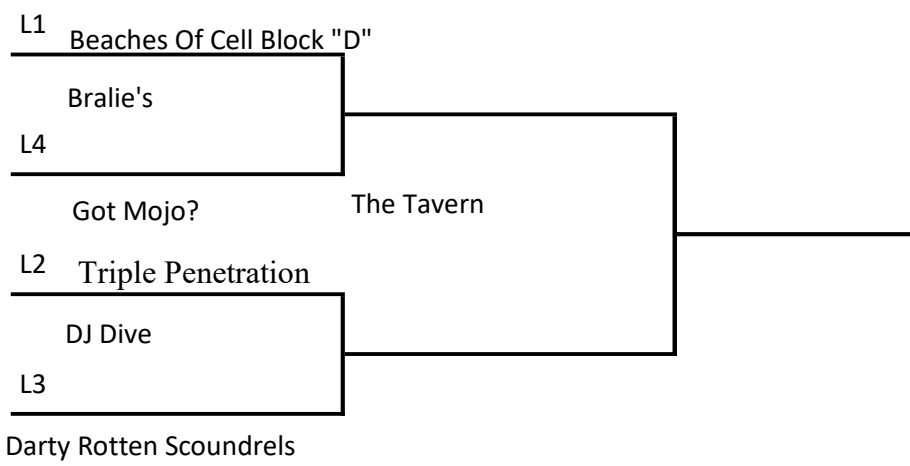 L1 Beaches Of Cell Block "D"
Bralie's
L4
Got Mojo?
The Tavern
L2 Triple Penetration
DJ Dive
L3
Darty Rotten Scoundrels